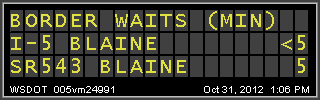 BORDER WAITS (MIN)
I-5 BLAINE <5
SR543 BLAINE 5
WSDOT 005vm24991 Oct 31, 2012 1:06 PM